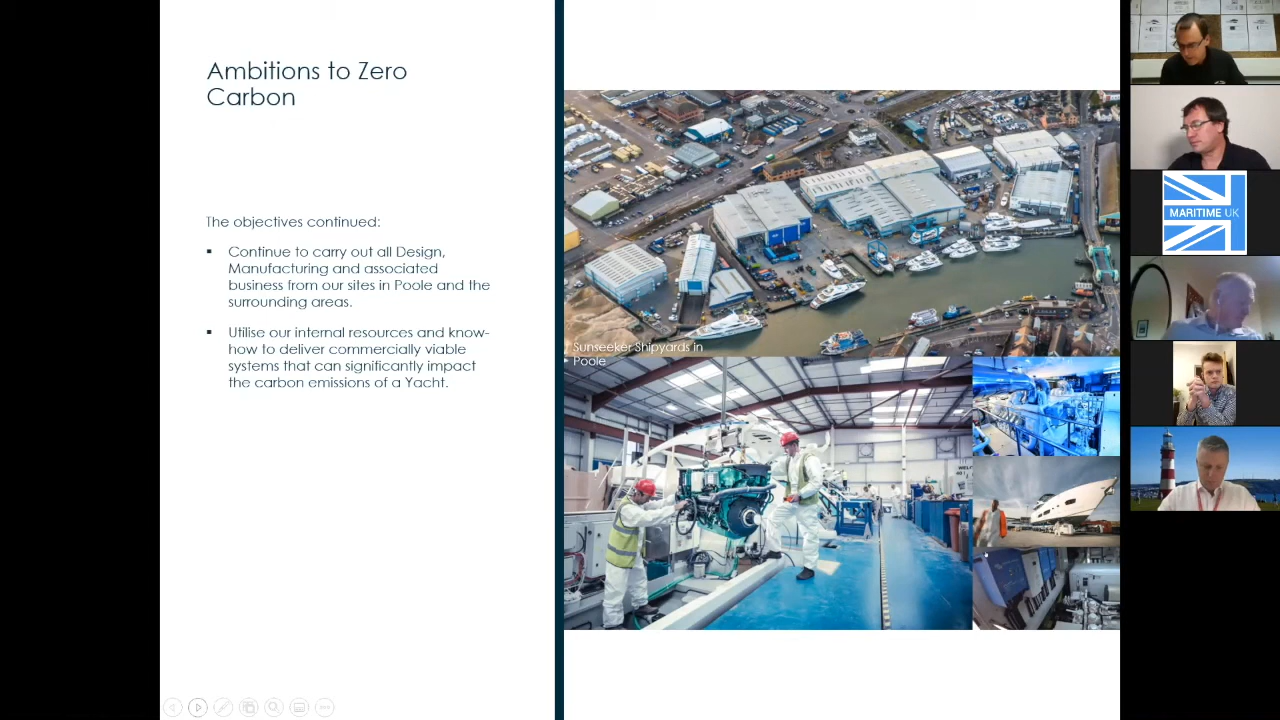 Ambitions to Zero
Carbon
The objectives continued:
▪ Continue to carry out all Design,
Manufacturing and associated
business from our sites in Poole and the
surrounding areas.
▪ Utilise our internal resources and know-
how to deliver commercially viable
systems that can significantly impact
the carbon emissions of a Yacht.
Sunseeker Shipyards in
Poole
MARITIME UK